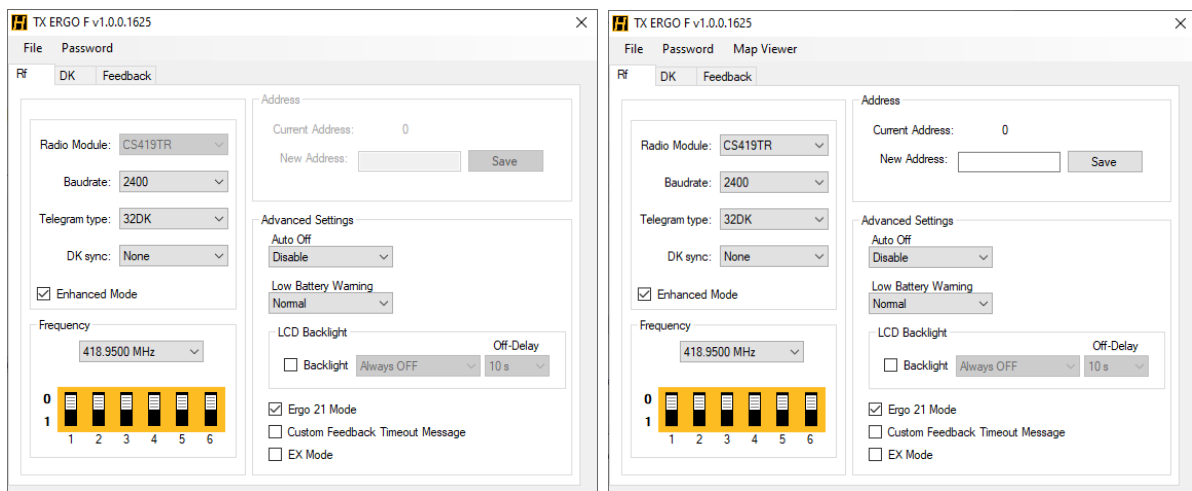 TX ERGO F v1.0.0.1625
File Password
Rf DK Feedback
Radio Module: CS419TR
Baudrate: 2400
Telegram type: 32DK
DK sync: None
Enhanced Mode
Frequency
418.9500 MHz
0
1
1 2 3 4 5 6
Address
Current Address: 0
New Address: Save
Advanced Settings
Auto Off
Disable
Low Battery Warning
Normal
LCD Backlight
Off-Delay
Backlight Always OFF 10 s
Ergo 21 Mode
Custom Feedback Timeout Message
EX Mode
TX ERGO F v1.0.0.1625
File Password Map Viewer
Rf DK Feedback
Radio Module: CS419TR
Baudrate: 2400
Telegram type: 32DK
DK sync: None
Enhanced Mode
Frequency
418.9500 MHz
0
1
1 2 3 4 5 6
Address
Current Address: 0
New Address: Save
Advanced Settings
Auto Off
Disable
Low Battery Warning
Normal
LCD Backlight
Off-Delay
Backlight Always OFF 10 s
Ergo 21 Mode
Custom Feedback Timeout Message
EX Mode